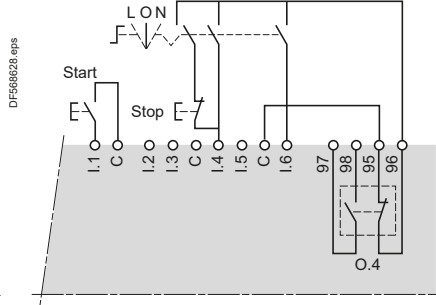 L O N
DF568628.eps
Start
Stop
I.1 C I.2 I.3 C I.4 I.5 C I.6 97 98 95 96
O.4